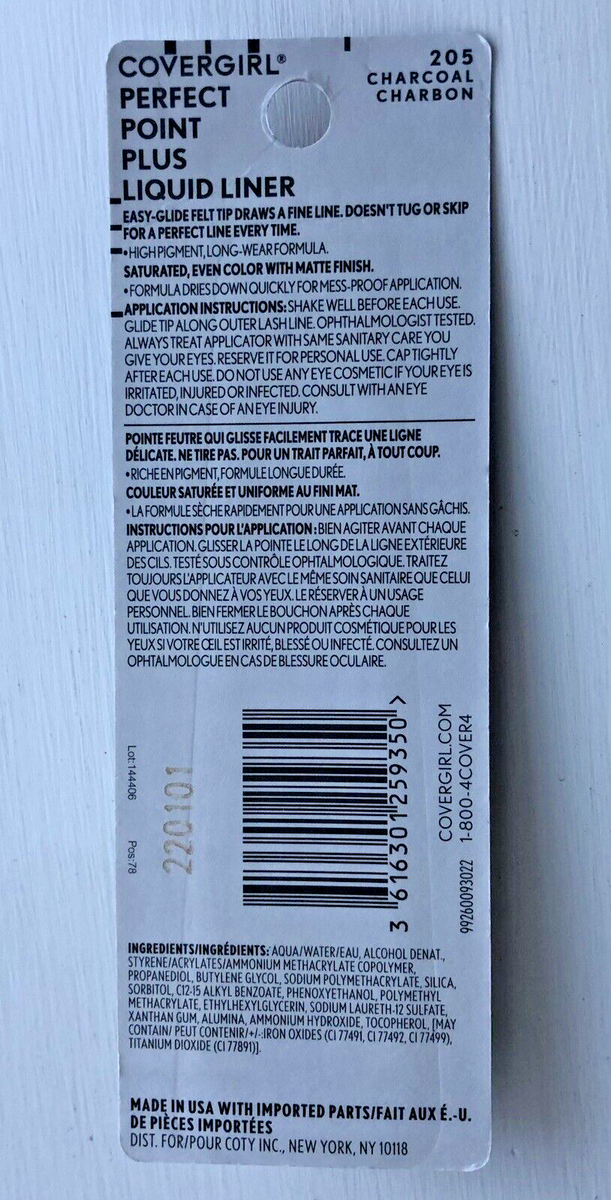 COVERGIRL®
PERFECT
POINT
PLUS
LIQUID LINER
205
CHARCOAL
CHARBON
EASY-GLIDE FELT TIP DRAWS A FINE LINE. DOESN'T TUG OR SKIP
FOR A PERFECT LINE EVERY TIME.
•HIGH PIGMENT, LONG-WEAR FORMULA.
SATURATED, EVEN COLOR WITH MATTE FINISH.
•FORMULA DRIES DOWN QUICKLY FOR MESS-PROOF APPLICATION.
APPLICATION INSTRUCTIONS: SHAKE WELL BEFORE EACH USE.
GLIDE TIP ALONG OUTER LASH LINE. OPHTHALMOLOGIST TESTED.
ALWAYS TREAT APPLICATOR WITH SAME SANITARY CARE YOU
GIVE YOUR EYES. RESERVE IT FOR PERSONAL USE. CAP TIGHTLY
AFTER EACH USE. DO NOT USE ANY EYE COSMETIC IF YOUR EYE IS
IRRITATED, INJURED OR INFECTED. CONSULT WITH AN EYE
DOCTOR IN CASE OF AN EYE INJURY.
POINTE FEUTRE QUI GLISSE FACILEMENT TRACE UNE LIGNE
DÉLICATE. NE TIRE PAS. POUR UN TRAIT PARFAIT, À TOUT COUP.
•RICHE EN PIGMENT, FORMULE LONGUE DURÉE.
COULEUR SATURÉE ET UNIFORME AU FINI MAT.
•LA FORMULE SÈCHE RAPIDEMENT POUR UNE APPLICATION SANS GÂCHIS.
INSTRUCTIONS POUR L'APPLICATION : BIEN AGITER AVANT CHAQUE
APPLICATION. GLISSER LA POINTE LE LONG DE LA LIGNE EXTÉRIEURE
DES CILS. TESTÉ SOUS CONTRÔLE OPHTALMOLOGIQUE. TRAITEZ
TOUJOURS L'APPLICATEUR AVEC LE MÊME SOIN SANITAIRE QUE CELUI
QUE VOUS DONNEZ À VOS YEUX. LE RÉSERVER À UN USAGE
PERSONNEL. BIEN FERMER LE BOUCHON APRÈS CHAQUE
UTILISATION. N'UTILISEZ AUCUN PRODUIT COSMÉTIQUE POUR LES
YEUX SI VOTRE ŒIL EST IRRITÉ, BLESSÉ OU INFECTÉ. CONSULTEZ UN
OPHTALMOLOGUE EN CAS DE BLESSURE OCULAIRE.
Lot:144406 Pos:78
220101
3 616301 259350 >
COVERGIRL.COM
1-800-4COVER4
99260093022
INGREDIENTS/INGRÉDIENTS: AQUA/WATER/EAU, ALCOHOL DENAT.,
STYRENE/ACRYLATES/AMMONIUM METHACRYLATE COPOLYMER,
PROPANEDIOL, BUTYLENE GLYCOL, SODIUM POLYMETHACRYLATE, SILICA,
SORBITOL, C12-15 ALKYL BENZOATE, PHENOXYETHANOL, POLYMETHYL
METHACRYLATE, ETHYLHEXYLGLYCERIN, SODIUM LAURETH-12 SULFATE,
XANTHAN GUM, ALUMINA, AMMONIUM HYDROXIDE, TOCOPHEROL, [MAY
CONTAIN/ PEUT CONTENIR/+/-:IRON OXIDES (CI 77491, CI 77492, CI 77499),
TITANIUM DIOXIDE (CI 77891)].
MADE IN USA WITH IMPORTED PARTS/FAIT AUX É.-U.
DE PIÈCES IMPORTÉES
DIST. FOR/POUR COTY INC., NEW YORK, NY 10118